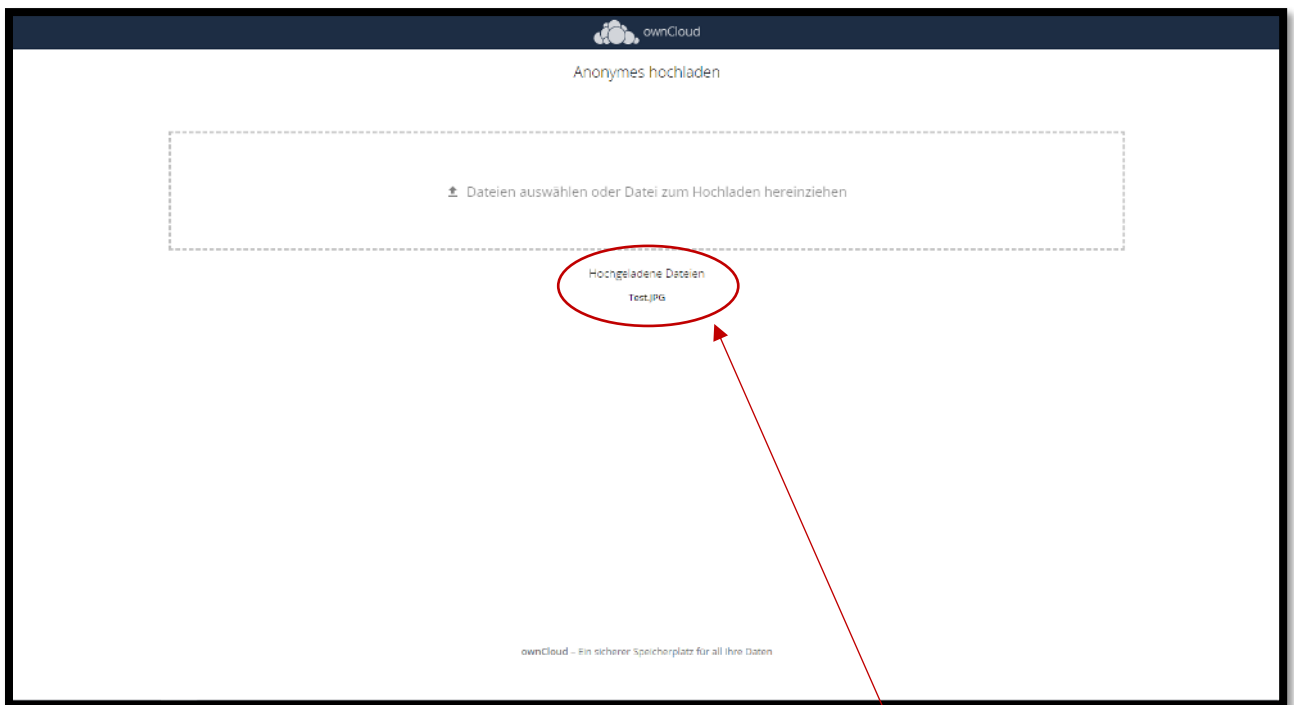 ownCloud
Anonymes hochladen
Dateien auswählen oder Datei zum Hochladen hereinziehen
Hochgeladene Dateien
Test.JPG
ownCloud – Ein sicherer Speicherplatz für all Ihre Daten